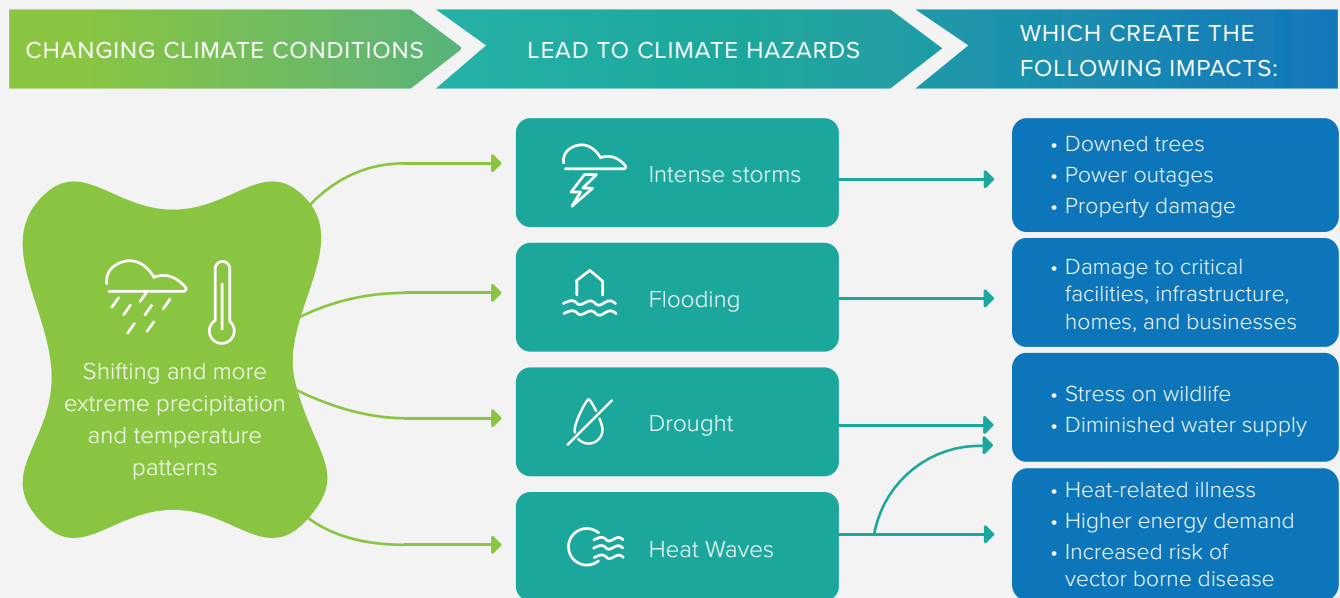 CHANGING CLIMATE CONDITIONS
LEAD TO CLIMATE HAZARDS
WHICH CREATE THE
FOLLOWING IMPACTS:
Shifting and more
extreme precipitation
and temperature
patterns
Intense storms
Flooding
Drought
Heat Waves
• Downed trees
• Power outages
• Property damage
• Damage to critical
facilities, infrastructure,
homes, and businesses
• Stress on wildlife
• Diminished water supply
• Heat-related illness
• Higher energy demand
• Increased risk of
vector borne disease